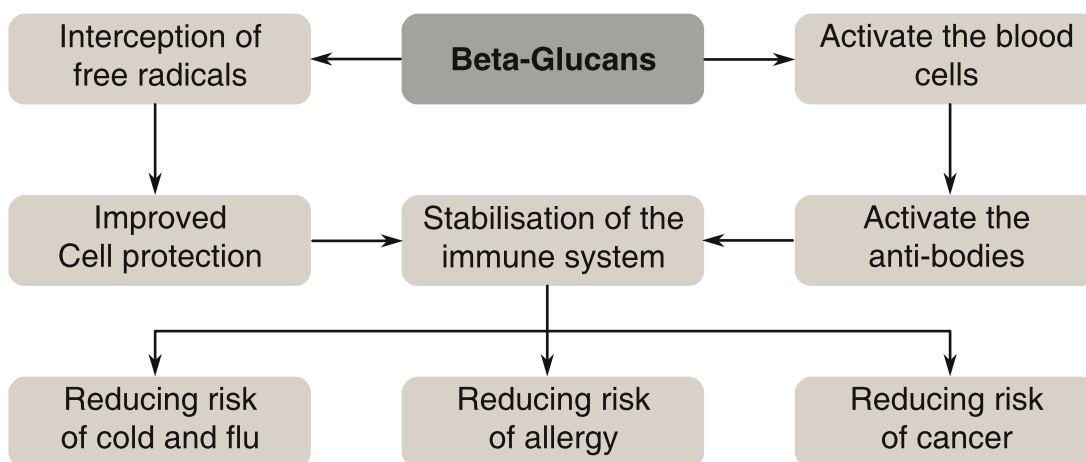 Interception of
free radicals
Beta-Glucans
Activate the blood
cells
Improved
Cell protection
Stabilisation of the
immune system
Activate the
anti-bodies
Reducing risk
of cold and flu
Reducing risk
of allergy
Reducing risk
of cancer